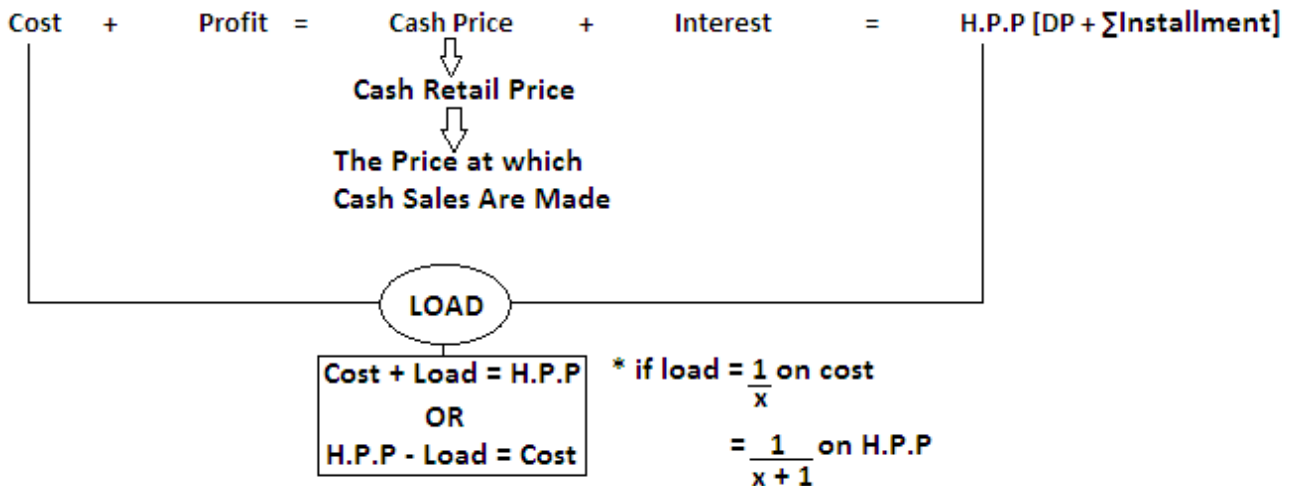 Cost + Profit = Cash Price + Interest = H.P.P [DP + ∑Installment]
Cash Retail Price
The Price at which
Cash Sales Are Made
LOAD
Cost + Load = H.P.P
OR
H.P.P - Load = Cost
* if load = 1/x on cost
= 1/x + 1 on H.P.P